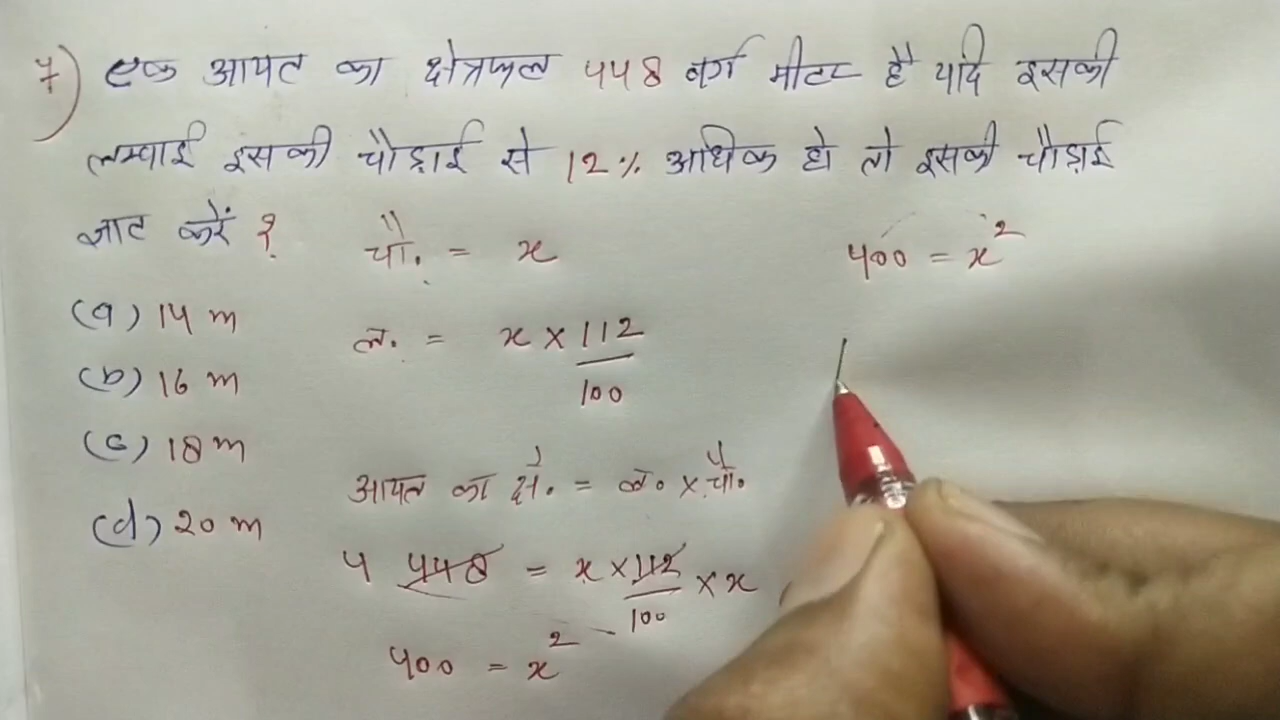 7) एक आयत का क्षेत्रफल 448 वर्ग मीटर है यदि इसकी
लम्बाई इसकी चौड़ाई से 12% अधिक हो तो इसकी चौड़ाई
ज्ञात करें ?
(a) 14 m
(b) 16 m
(c) 18 m
(d) 20 m
चौ. = x
ल. = x × 112/100
आयत का क्षे. = ल० × चौ.
4 448 = x × 112/100 × x
400 = x²
400 = x²